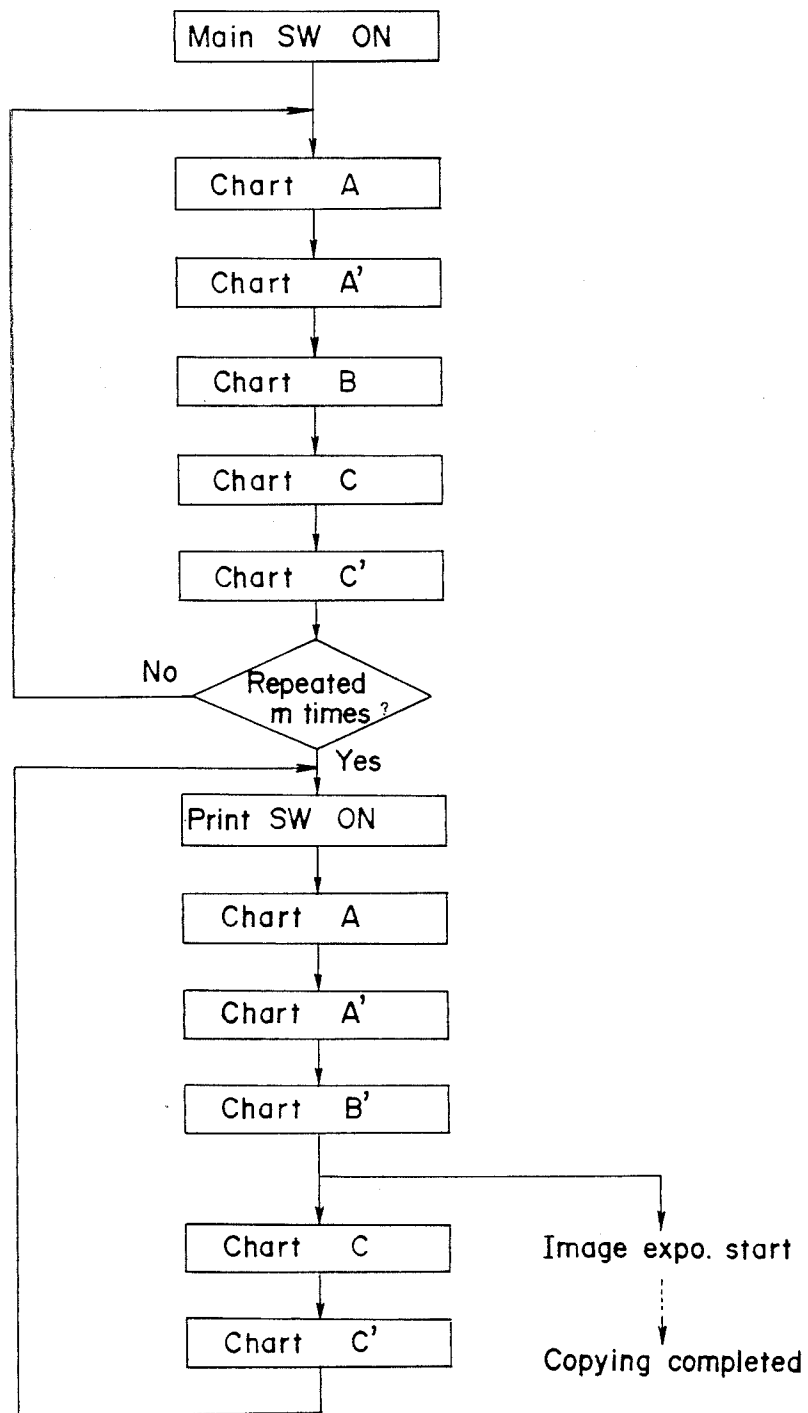 Main SW ON
Chart A
Chart A'
Chart B
Chart C
Chart C'
No
Repeated
m times?
Yes
Print SW ON
Chart A
Chart A'
Chart B'
Chart C
Image expo. start
Chart C'
Copying completed